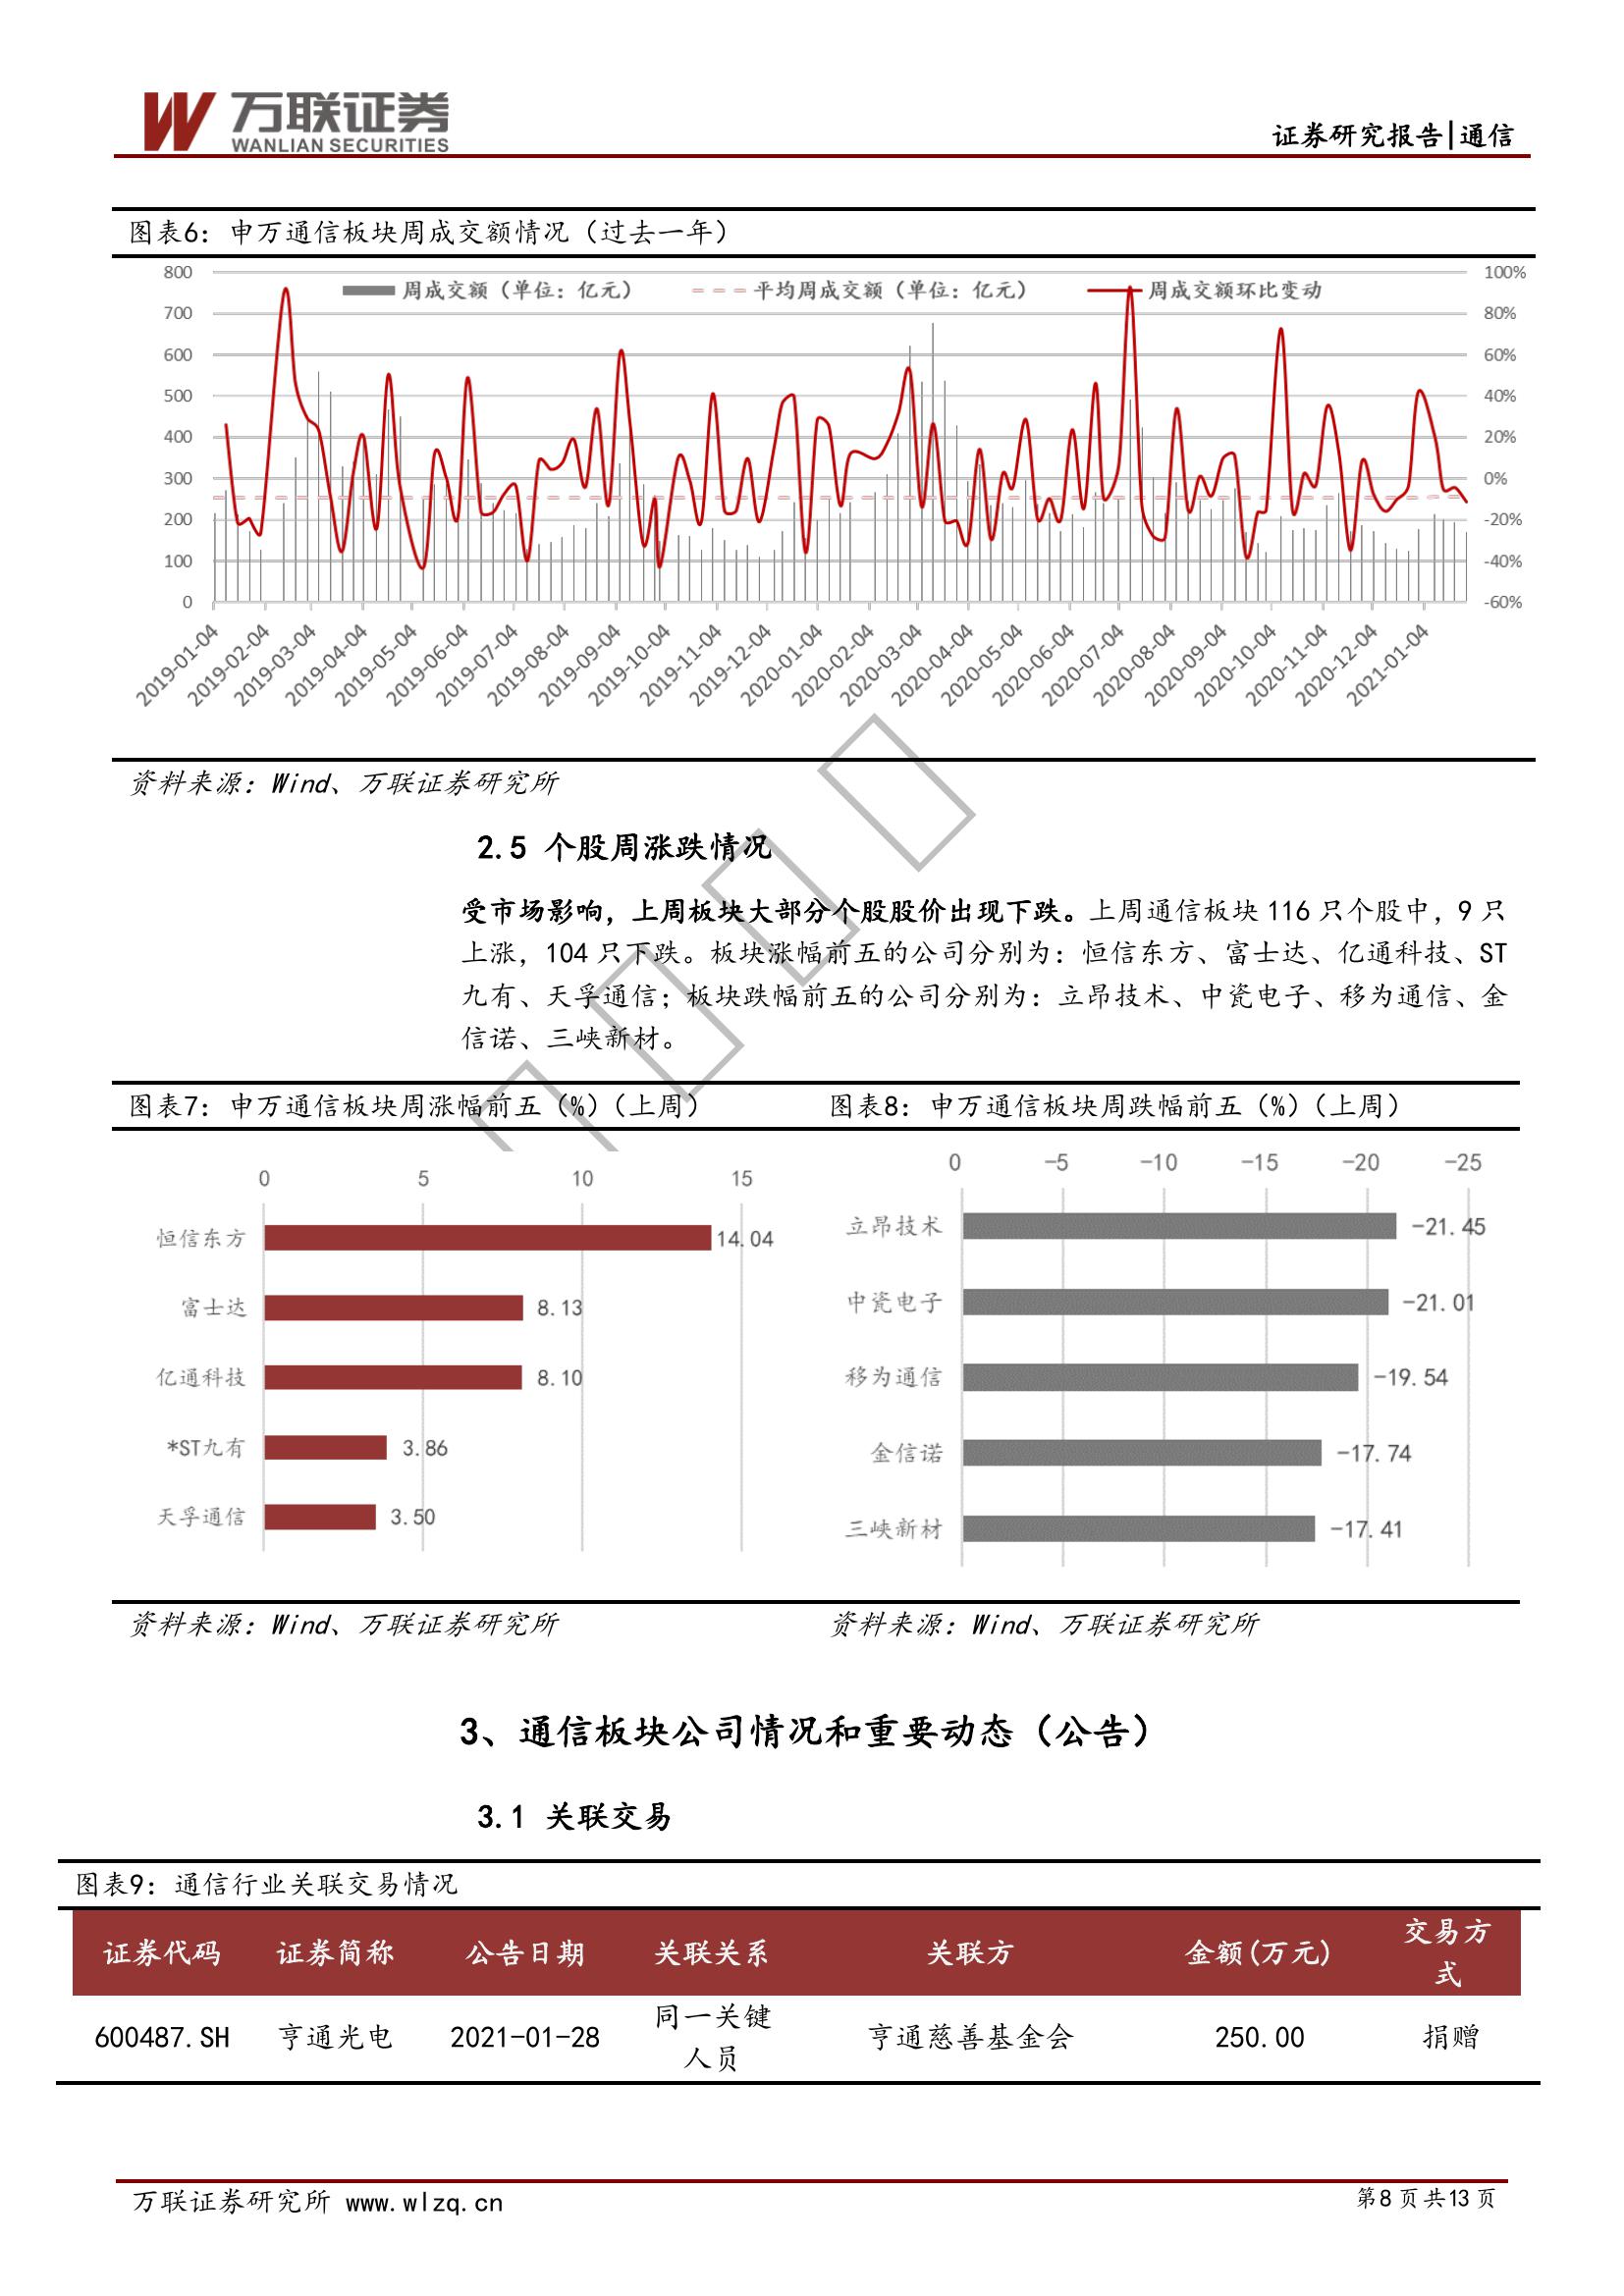 万联证券
WANLIAN SECURITIES
证券研究报告|通信
图表6：申万通信板块周成交额情况（过去一年）
周成交额（单位：亿元）
平均周成交额（单位：亿元）
周成交额环比变动
800
700
600
500
400
300
200
100
0
100%
80%
60%
40%
20%
0%
-20%
-40%
-60%
2019-01-04
2019-02-04
2019-03-04
2019-04-04
2019-05-04
2019-06-04
2019-07-04
2019-08-04
2019-09-04
2019-10-04
2019-11-04
2019-12-04
2020-01-04
2020-02-04
2020-03-04
2020-04-04
2020-05-04
2020-06-04
2020-07-04
2020-08-04
2020-09-04
2020-10-04
2020-11-04
2020-12-04
2021-01-04
资料来源：Wind、万联证券研究所
2.5 个股周涨跌情况
受市场影响，上周板块大部分个股股价出现下跌。上周通信板块 116 只个股中，9 只
上涨，104 只下跌。板块涨幅前五的公司分别为：恒信东方、富士达、亿通科技、ST
九有、天孚通信；板块跌幅前五的公司分别为：立昂技术、中瓷电子、移为通信、金
信诺、三峡新材。
图表7：申万通信板块周涨幅前五（%）（上周）
0 5 10 15
恒信东方 14.04
富士达 8.13
亿通科技 8.10
*ST九有 3.86
天孚通信 3.50
资料来源：Wind、万联证券研究所
图表8：申万通信板块周跌幅前五（%）（上周）
0 -5 -10 -15 -20 -25
立昂技术 -21.45
中瓷电子 -21.01
移为通信 -19.54
金信诺 -17.74
三峡新材 -17.41
资料来源：Wind、万联证券研究所
3、通信板块公司情况和重要动态（公告）
3.1 关联交易
图表9：通信行业关联交易情况
证券代码 证券简称 公告日期 关联关系 关联方 金额(万元) 交易方
式
600487.SH 亨通光电 2021-01-28 同一关键 亨通慈善基金会 250.00 捐赠
人员
万联证券研究所 www.wlzq.cn
第8 页 共13 页